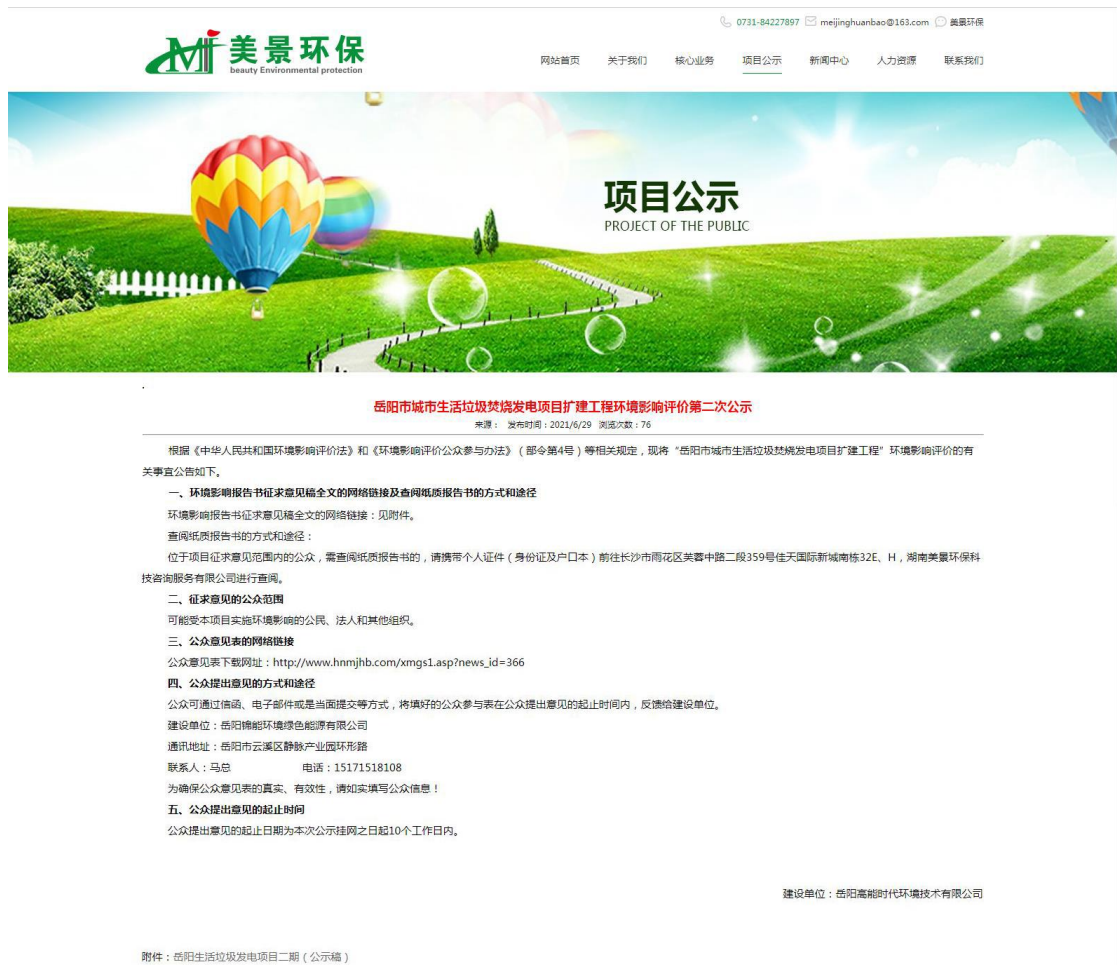 0731-84227897 meijinghuanbao@163.com 美景环保
美景环保
beauty Environmental protection
网站首页 关于我们 核心业务 项目公示 新闻中心 人力资源 联系我们
项目公示
PROJECT OF THE PUBLIC
岳阳市城市生活垃圾焚烧发电项目扩建工程环境影响评价第二次公示
来源： 发布时间：2021/6/29 浏览次数：76
根据《中华人民共和国环境影响评价法》和《环境影响评价公众参与办法》（部令第4号）等相关规定，现将“岳阳市城市生活垃圾焚烧发电项目扩建工程”环境影响评价的有
关事宜公告如下。
一、环境影响报告书征求意见稿全文的网络链接及查阅纸质报告书的方式和途径
环境影响报告书征求意见稿全文的网络链接：见附件。
查阅纸质报告书的方式和途径：
位于项目征求意见范围内的公众，需查阅纸质报告书的，请携带个人证件（身份证及户口本）前往长沙市雨花区芙蓉中路二段359号佳天国际新城南栋32E、H，湖南美景环保科
技咨询服务有限公司进行查阅。
二、征求意见的公众范围
可能受本项目实施环境影响的公民、法人和其他组织。
三、公众意见表的网络链接
公众意见表下载网址：http://www.hnmjhb.com/xmgs1.asp?news_id=366
四、公众提出意见的方式和途径
公众可通过信函、电子邮件或是当面提交等方式，将填好的公众参与表在公众提出意见的起止时间内，反馈给建设单位。
建设单位：岳阳锦能环境绿色能源有限公司
通讯地址：岳阳市云溪区静脉产业园环形路
联系人：马总 电话：15171518108
为确保公众意见表的真实、有效性，请如实填写公众信息！
五、公众提出意见的起止时间
公众提出意见的起止日期为本次公示挂网之日起10个工作日内。
建设单位：岳阳高能时代环境技术有限公司
附件：岳阳生活垃圾发电项目二期（公示稿）